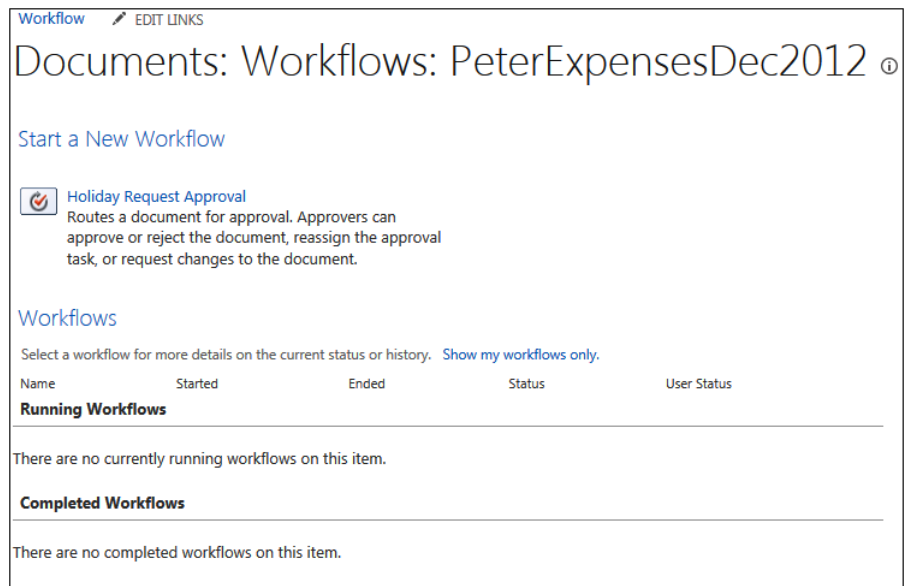 Workflow EDIT LINKS
Documents: Workflows: PeterExpensesDec2012
Start a New Workflow
Holiday Request Approval
Routes a document for approval. Approvers can
approve or reject the document, reassign the approval
task, or request changes to the document.
Workflows
Select a workflow for more details on the current status or history. Show my workflows only.
Name Started Ended Status User Status
Running Workflows
There are no currently running workflows on this item.
Completed Workflows
There are no completed workflows on this item.